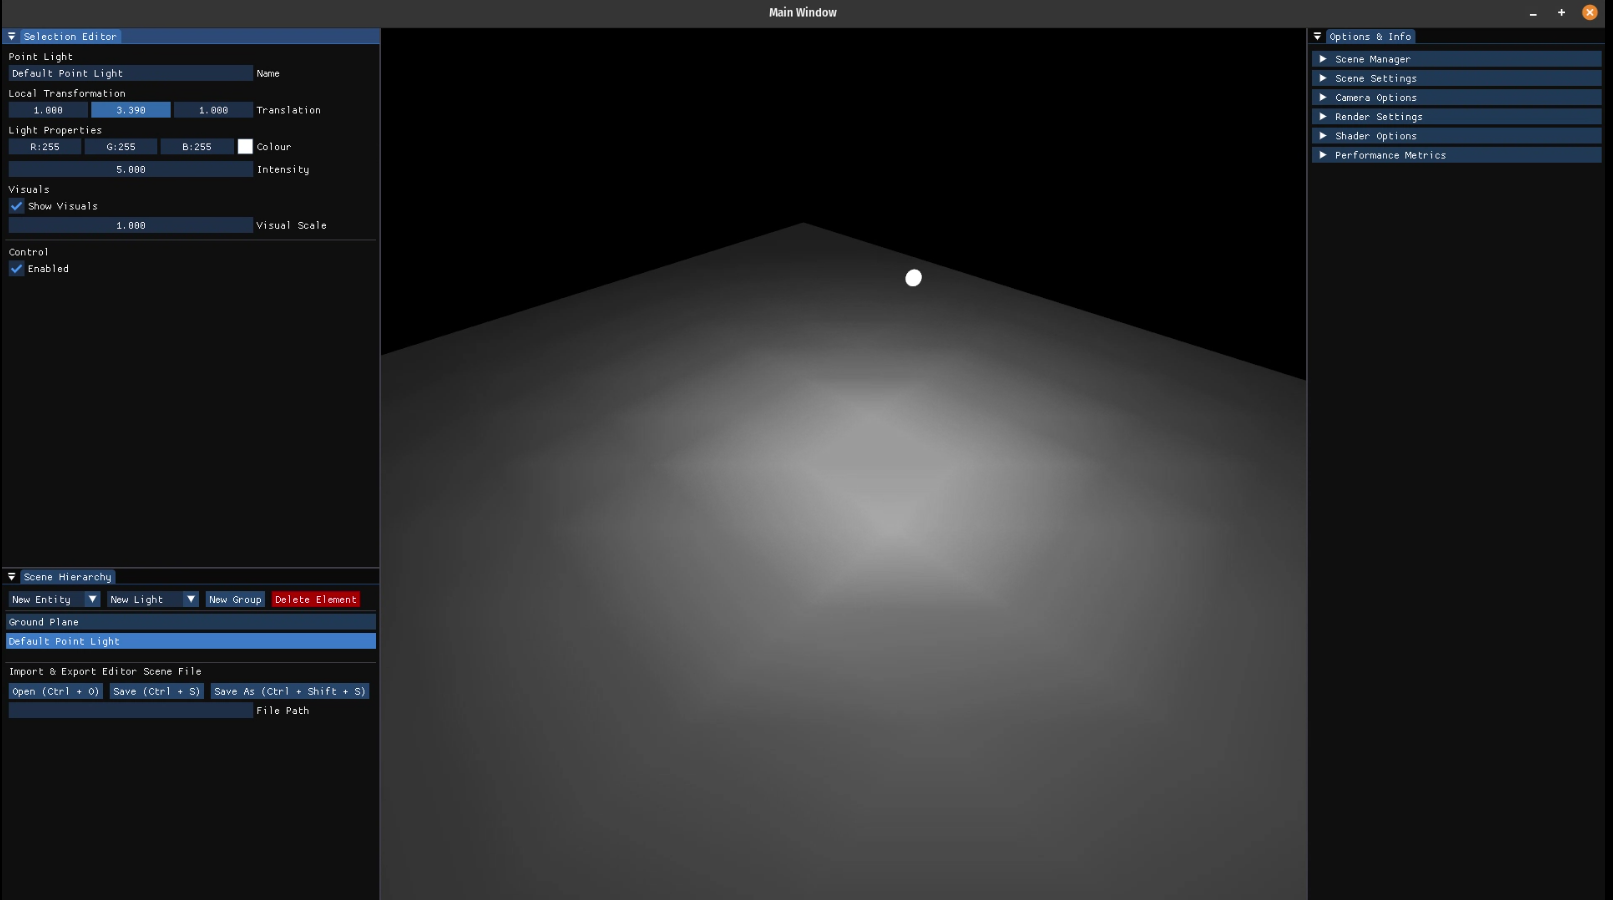 Main Window
Selection Editor
Point Light
Default Point Light Name
Local Transformation
1.000 3.390 1.000 Translation
Light Properties
R:255 G:255 B:255 Colour
5.000 Intensity
Visuals
Show Visuals
1.000 Visual Scale
Control
Enabled
Scene Hierarchy
New Entity New Light New Group Delete Element
Ground Plane
Default Point Light
Import & Export Editor Scene File
Open (Ctrl + O) Save (Ctrl + S) Save As (Ctrl + Shift + S)
File Path
Options & Info
Scene Manager
Scene Settings
Camera Options
Render Settings
Shader Options
Performance Metrics